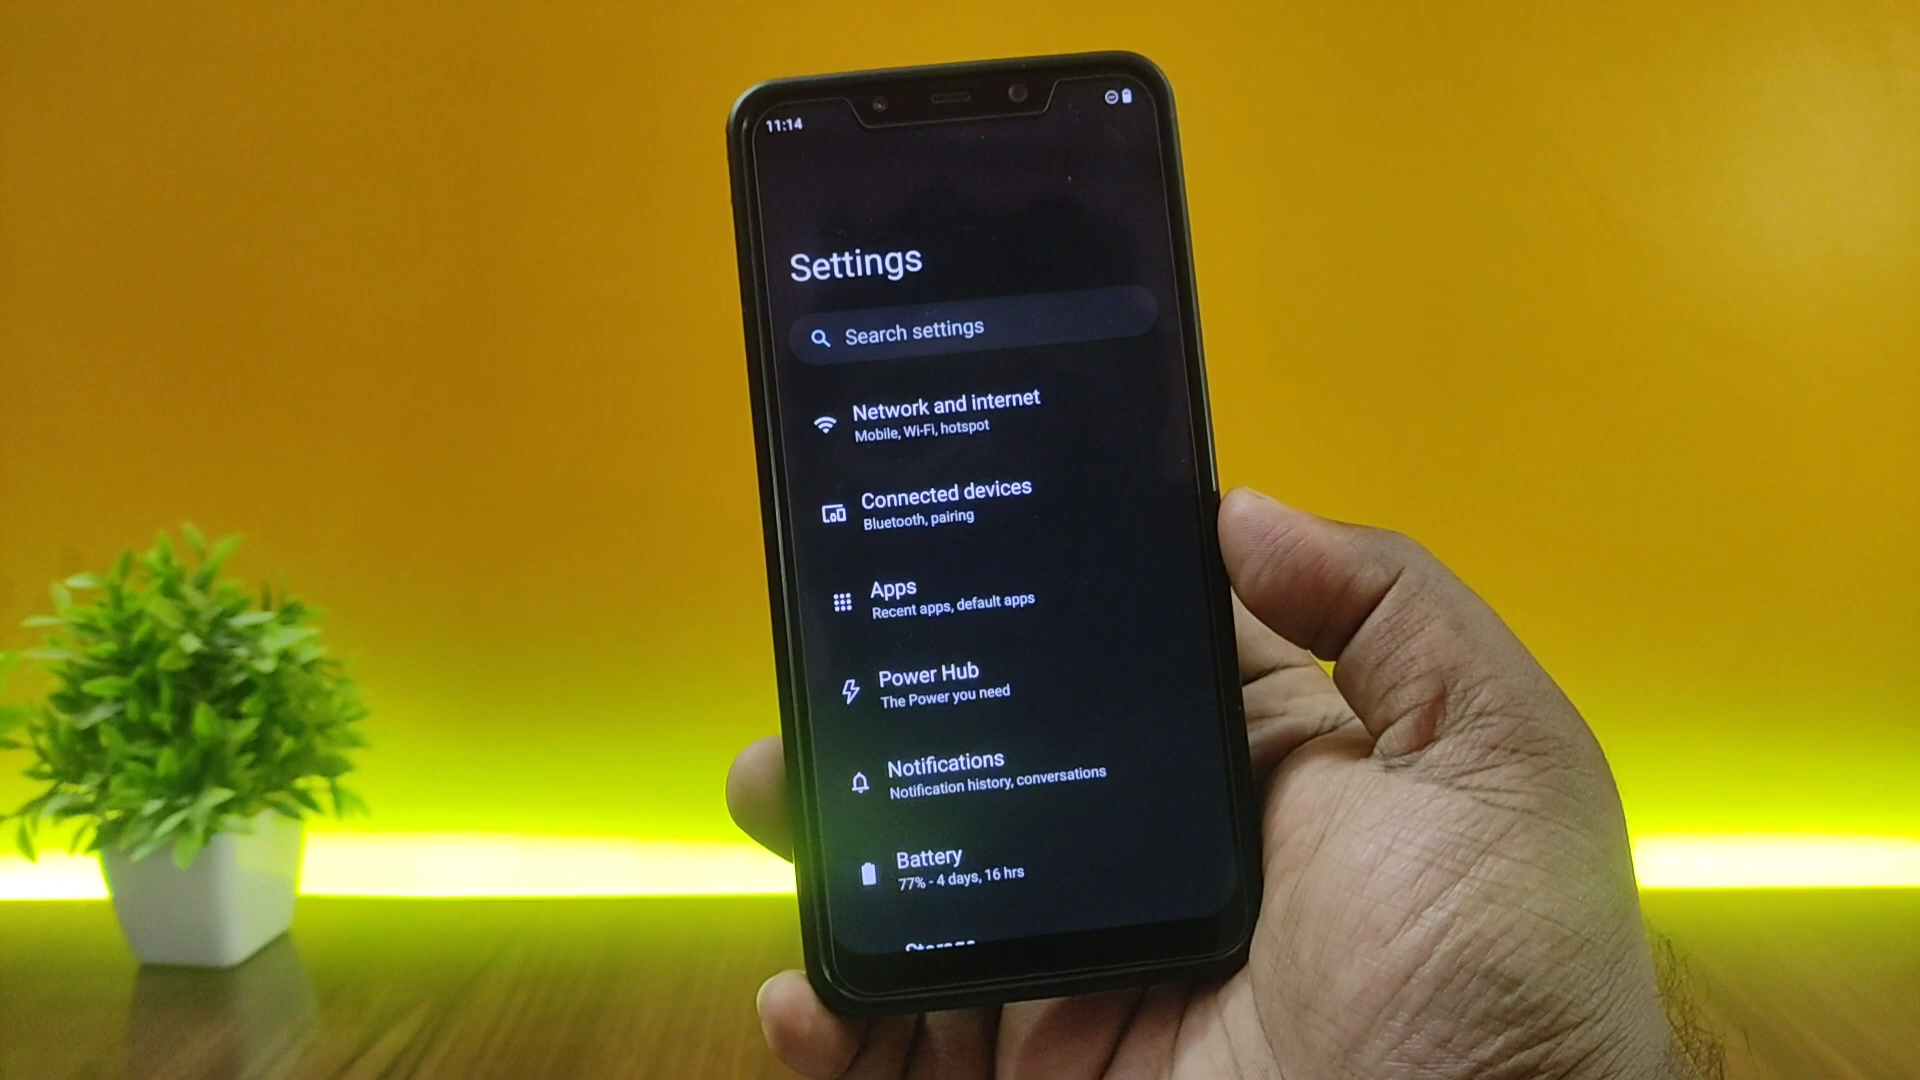 11:14
Settings
Search settings
Network and internet
Mobile, Wi-Fi, hotspot
Connected devices
Bluetooth, pairing
Apps
Recent apps, default apps
Power Hub
The Power you need
Notifications
Notification history, conversations
Battery
77% - 4 days, 16 hrs
Storage